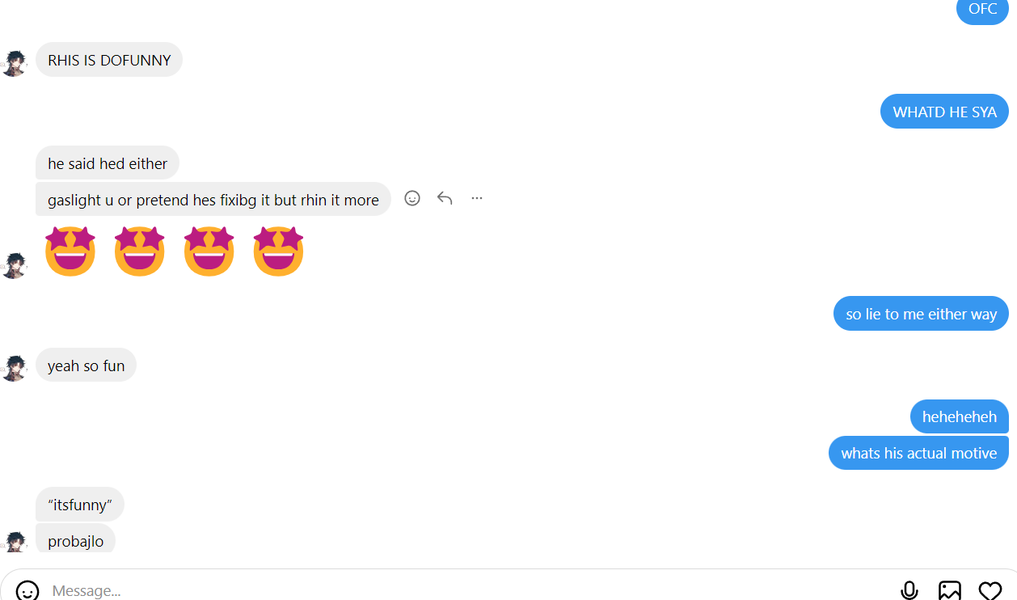 OFC
RHIS IS DOFUNNY
WHATD HE SYA
he said hed either
gaslight u or pretend hes fixibg it but rhin it more
so lie to me either way
yeah so fun
heheheheh
whats his actual motive
“itsfunny”
probajlo
Message...